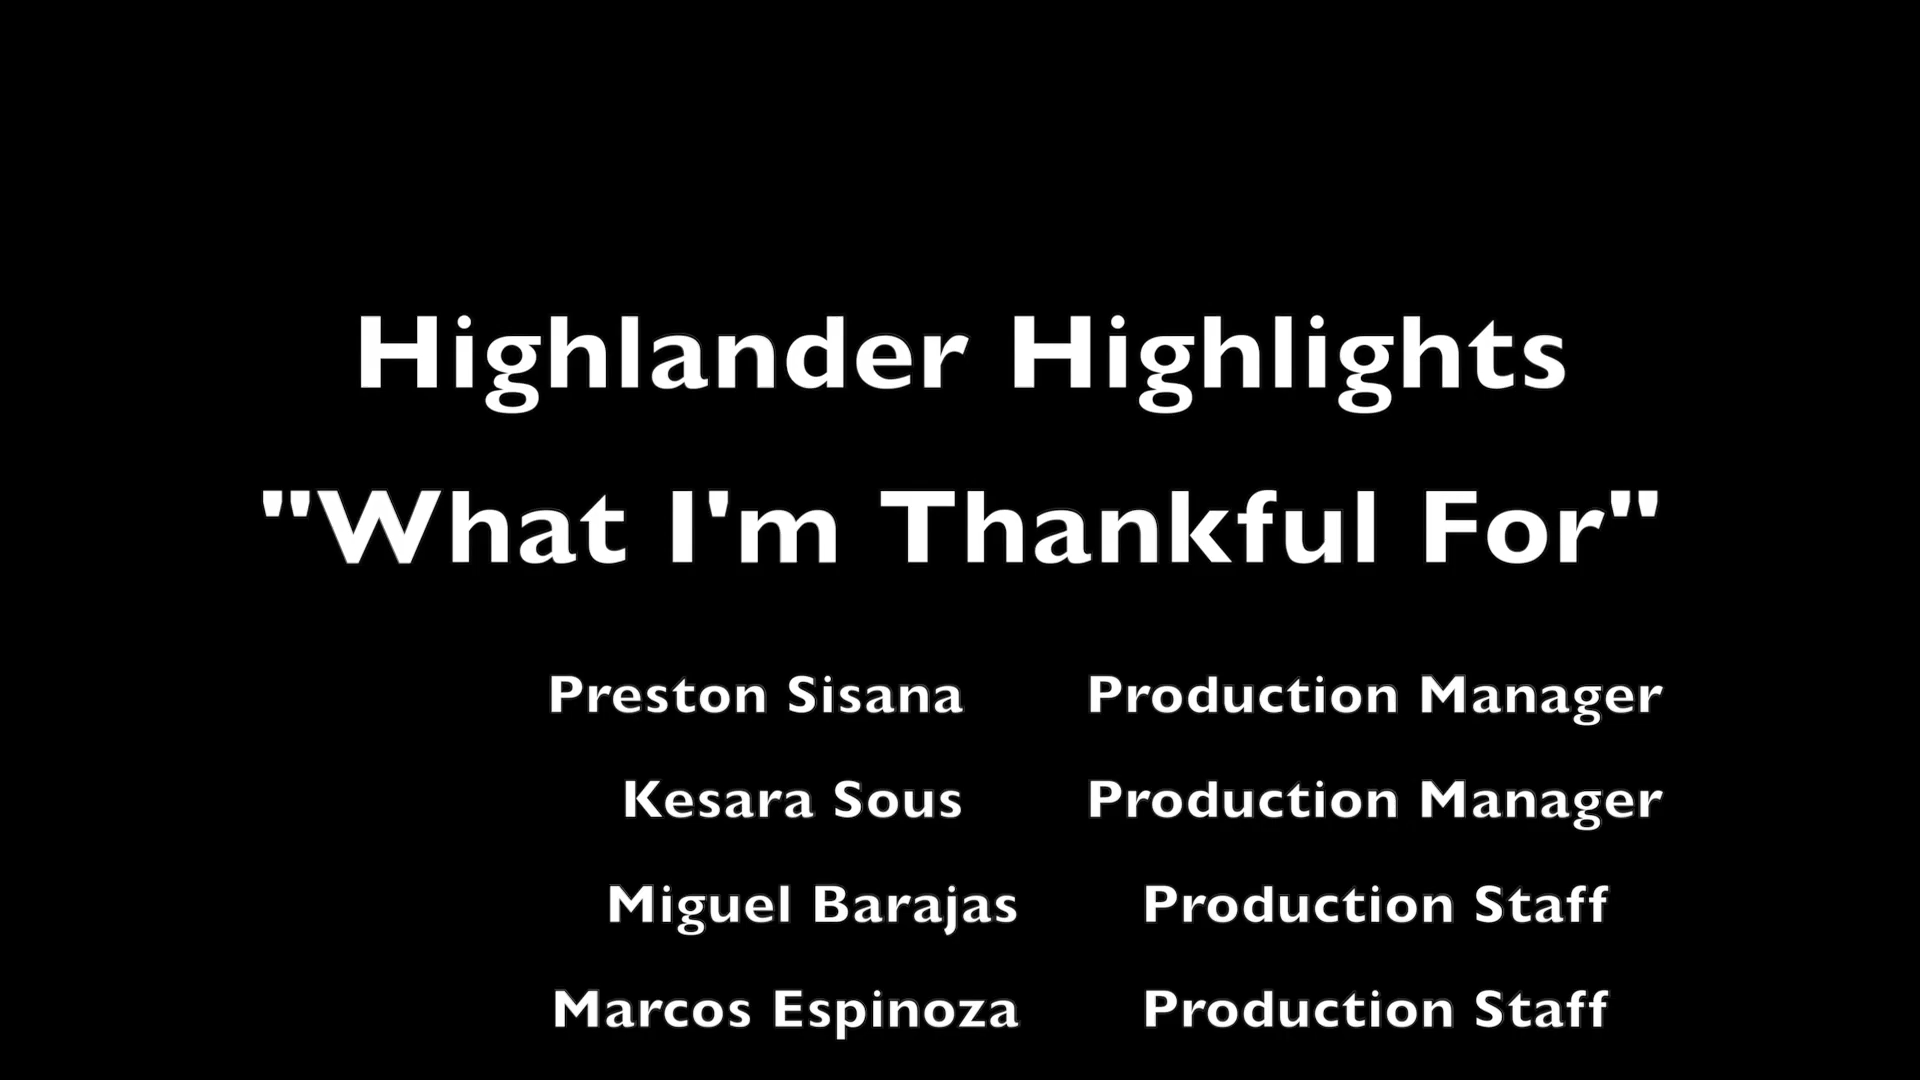 Highlander Highlights
"What I'm Thankful For"
Preston Sisana Production Manager
Kesara Sous Production Manager
Miguel Barajas Production Staff
Marcos Espinoza Production Staff